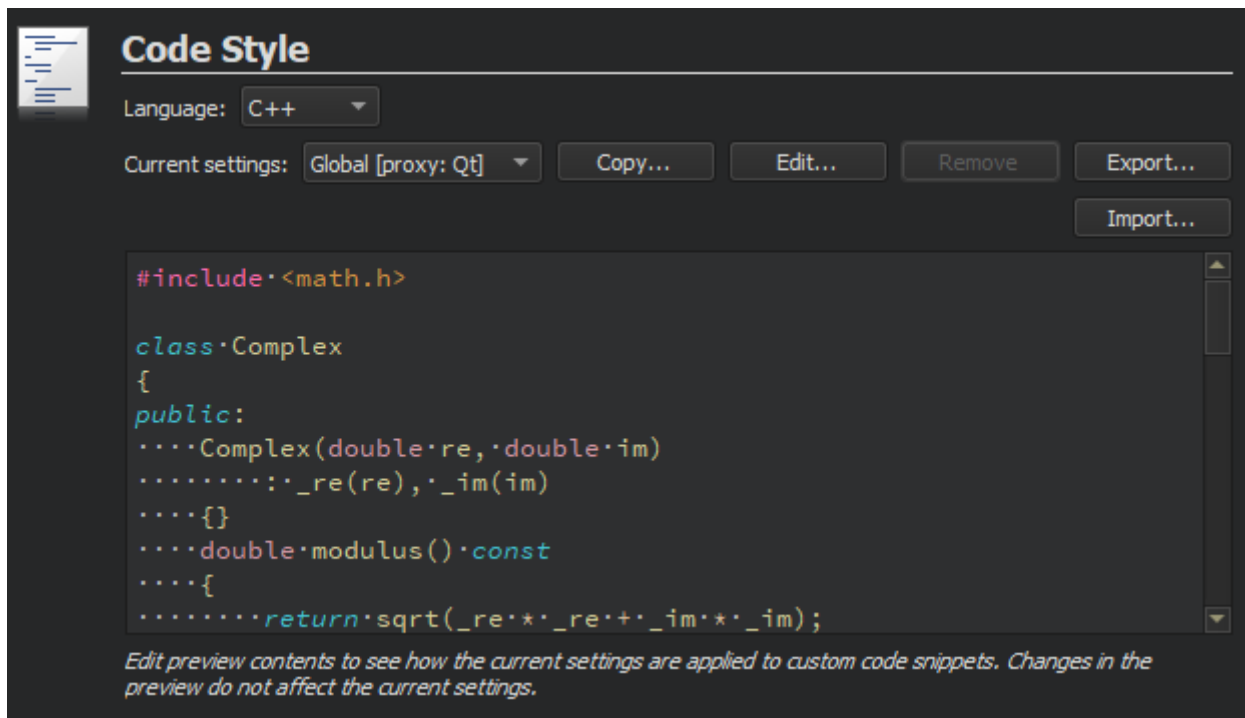 Code Style
Language: C++
Current settings: Global [proxy: Qt] Copy... Edit... Remove Export...
Import...
#include·<math.h>
class·Complex
{
public:
····Complex(double·re,·double·im)
········:·_re(re),·_im(im)
····{}
····double·modulus()·const
····{
········return·sqrt(_re·*·_re·+·_im·*·_im);
Edit preview contents to see how the current settings are applied to custom code snippets. Changes in the
preview do not affect the current settings.